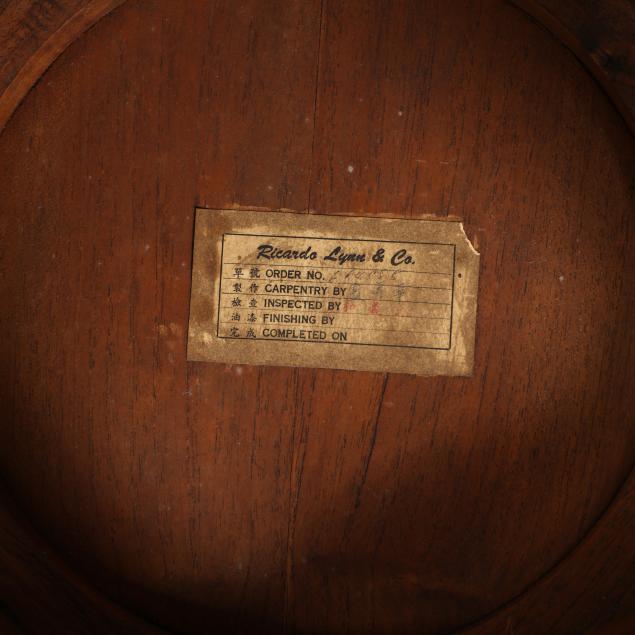 Ricardo Lynn & Co.
單號 ORDER NO.
製作 CARPENTRY BY
檢查 INSPECTED BY
油漆 FINISHING BY
完成 COMPLETED ON